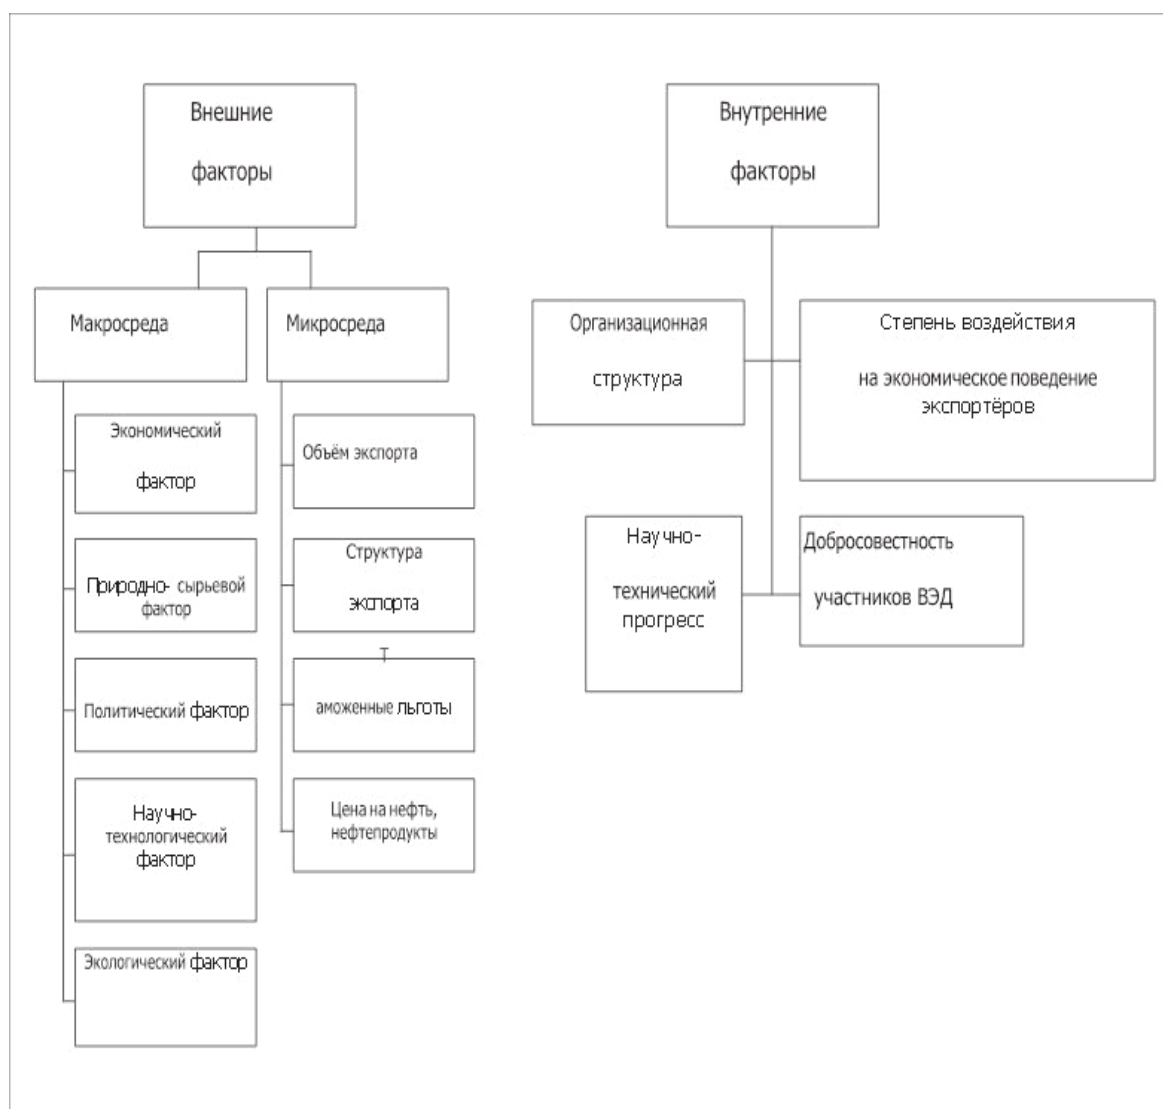 Внешние
факторы
Макросреда
Экономический
фактор
Природно- сырьевой
фактор
Политический фактор
Научно-
технологический
фактор
Экологический фактор
Микросреда
Объём экспорта
Структура
экспорта
Т
аможенные льготы
Цена на нефть,
нефтепродукты
Внутренние
факторы
Организационная
структура
Степень воздействия
на экономическое поведение
экспортёров
Научно-
технический
прогресс
Добросовестность
участников ВЭД